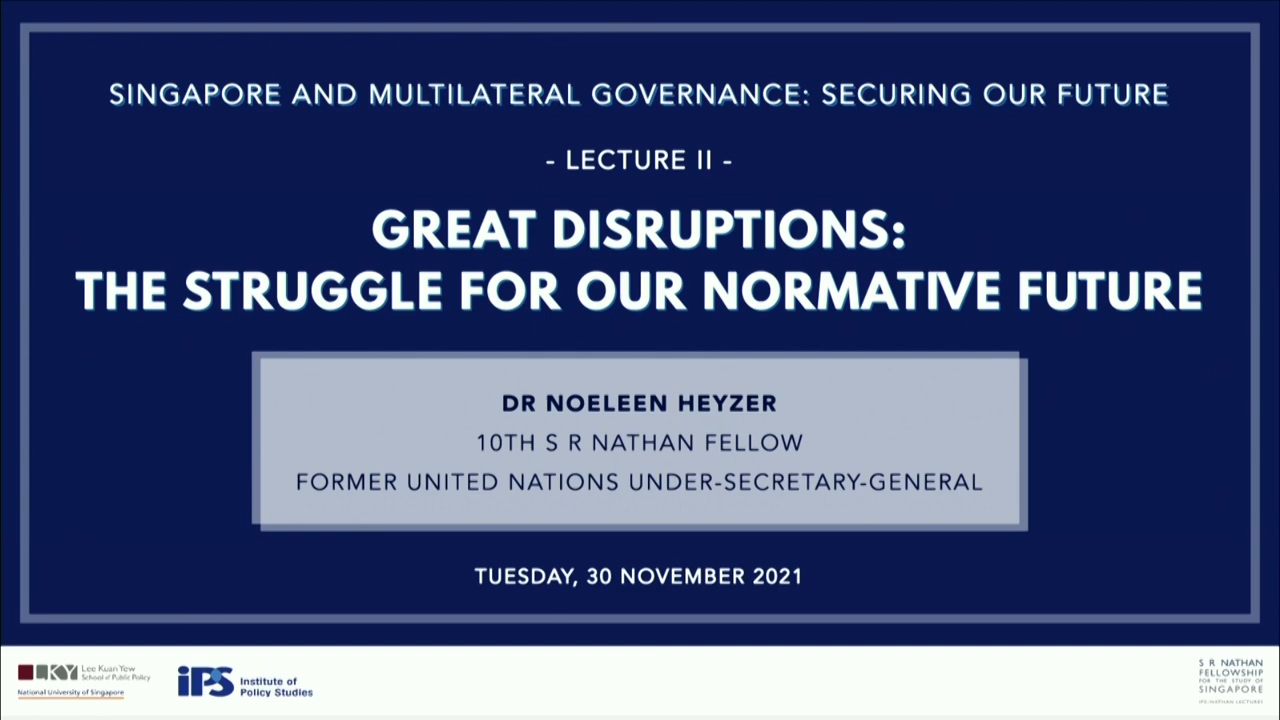 SINGAPORE AND MULTILATERAL GOVERNANCE: SECURING OUR FUTURE
- LECTURE II -
GREAT DISRUPTIONS:
THE STRUGGLE FOR OUR NORMATIVE FUTURE
DR NOELEEN HEYZER
10TH S R NATHAN FELLOW
FORMER UNITED NATIONS UNDER-SECRETARY-GENERAL
TUESDAY, 30 NOVEMBER 2021
LKY Lee Kuan Yew
School of Public Policy
National University of Singapore
iPS Institute of
Policy Studies
S R NATHAN
FELLOWSHIP
FOR THE STUDY OF
SINGAPORE
IPS-NATHAN LECTURES